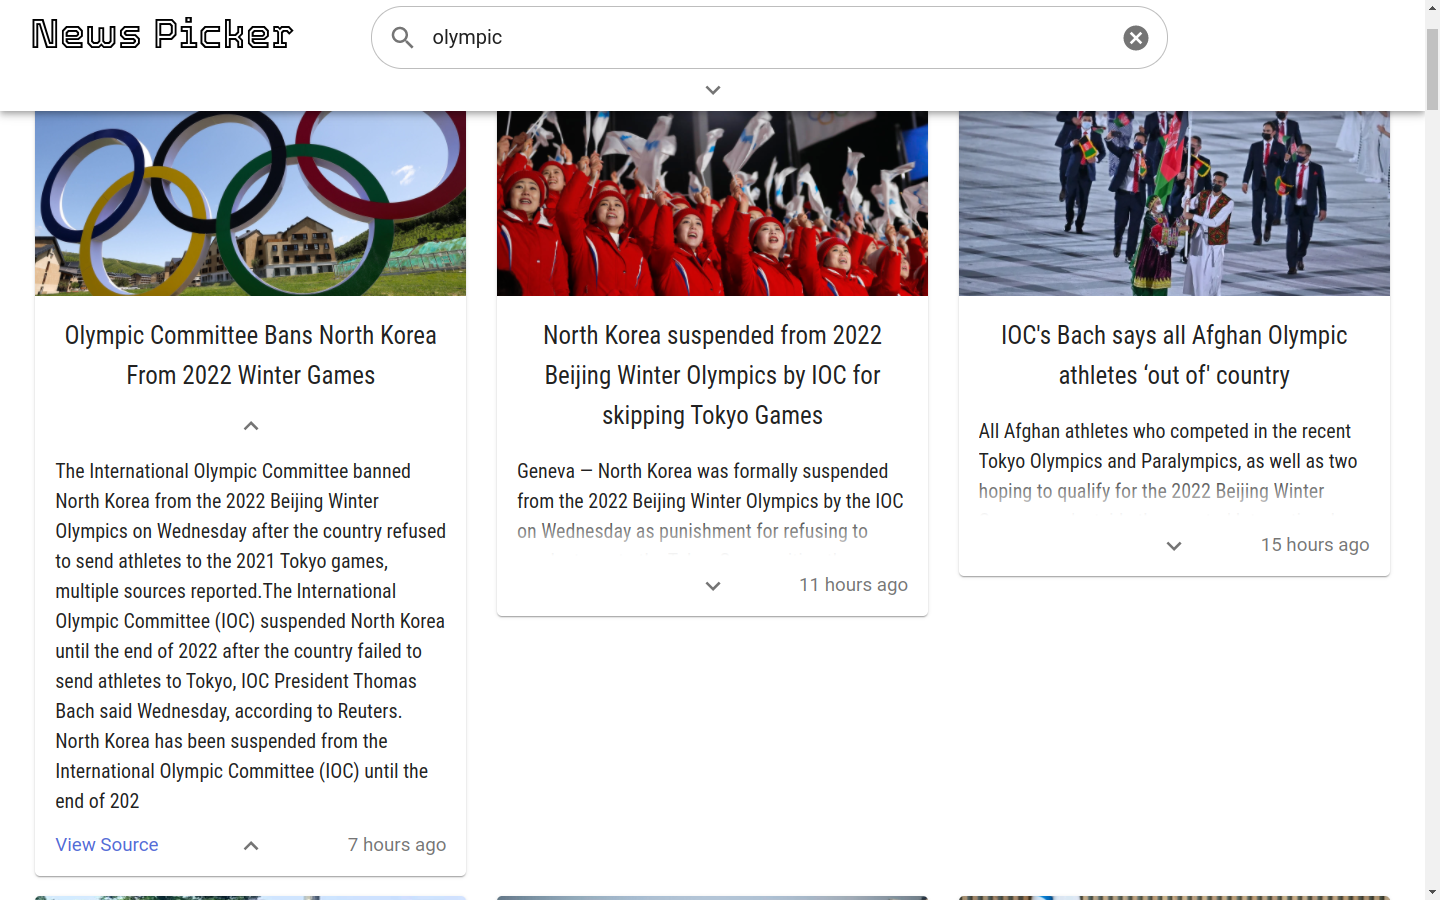 News Picker
olympic
Olympic Committee Bans North Korea
From 2022 Winter Games
The International Olympic Committee banned
North Korea from the 2022 Beijing Winter
Olympics on Wednesday after the country refused
to send athletes to the 2021 Tokyo games,
multiple sources reported.The International
Olympic Committee (IOC) suspended North Korea
until the end of 2022 after the country failed to
send athletes to Tokyo, IOC President Thomas
Bach said Wednesday, according to Reuters.
North Korea has been suspended from the
International Olympic Committee (IOC) until the
end of 202
View Source
7 hours ago
North Korea suspended from 2022
Beijing Winter Olympics by IOC for
skipping Tokyo Games
Geneva — North Korea was formally suspended
from the 2022 Beijing Winter Olympics by the IOC
on Wednesday as punishment for refusing to
11 hours ago
IOC's Bach says all Afghan Olympic
athletes ‘out of' country
All Afghan athletes who competed in the recent
Tokyo Olympics and Paralympics, as well as two
hoping to qualify for the 2022 Beijing Winter
15 hours ago